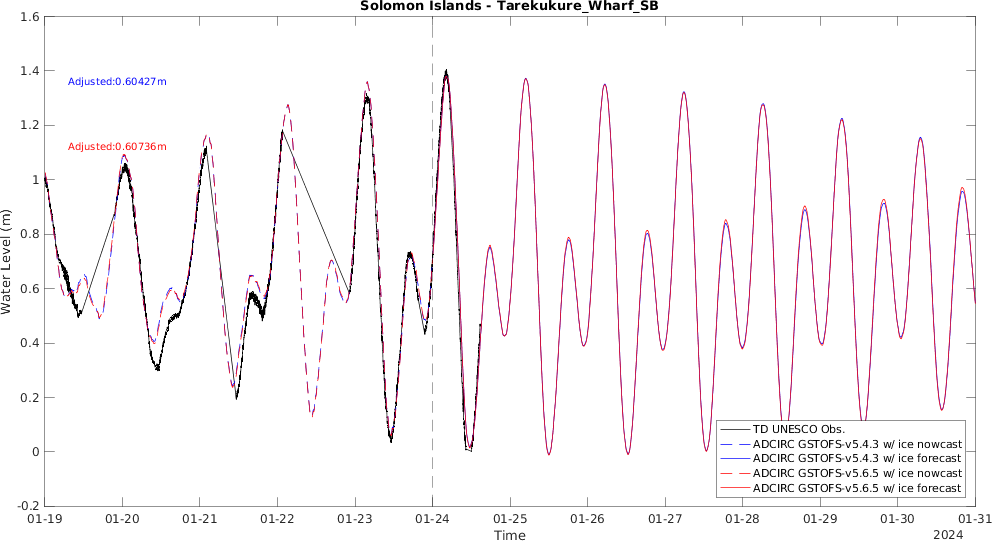 Solomon Islands - Tarekukure_Wharf_SB
1.6
1.4
1.2
1
0.8
0.6
0.4
0.2
0
-0.2
Water Level (m)
Adjusted:0.60427m
Adjusted:0.60736m
TD UNESCO Obs.
ADCIRC GSTOFS-v5.4.3 w/ ice nowcast
ADCIRC GSTOFS-v5.4.3 w/ ice forecast
ADCIRC GSTOFS-v5.6.5 w/ ice nowcast
ADCIRC GSTOFS-v5.6.5 w/ ice forecast
01-19 01-20 01-21 01-22 01-23 01-24 01-25 01-26 01-27 01-28 01-29 01-30 01-31
Time
2024